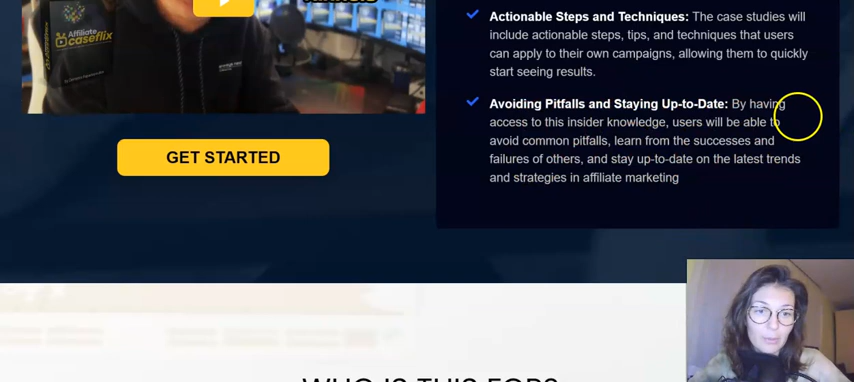 Affiliate
caseflix
GET STARTED
Actionable Steps and Techniques: The case studies will
include actionable steps, tips, and techniques that users
can apply to their own campaigns, allowing them to quickly
start seeing results.
Avoiding Pitfalls and Staying Up-to-Date: By having
access to this insider knowledge, users will be able to
avoid common pitfalls, learn from the successes and
failures of others, and stay up-to-date on the latest trends
and strategies in affiliate marketing
WHO IS THIS FOR?